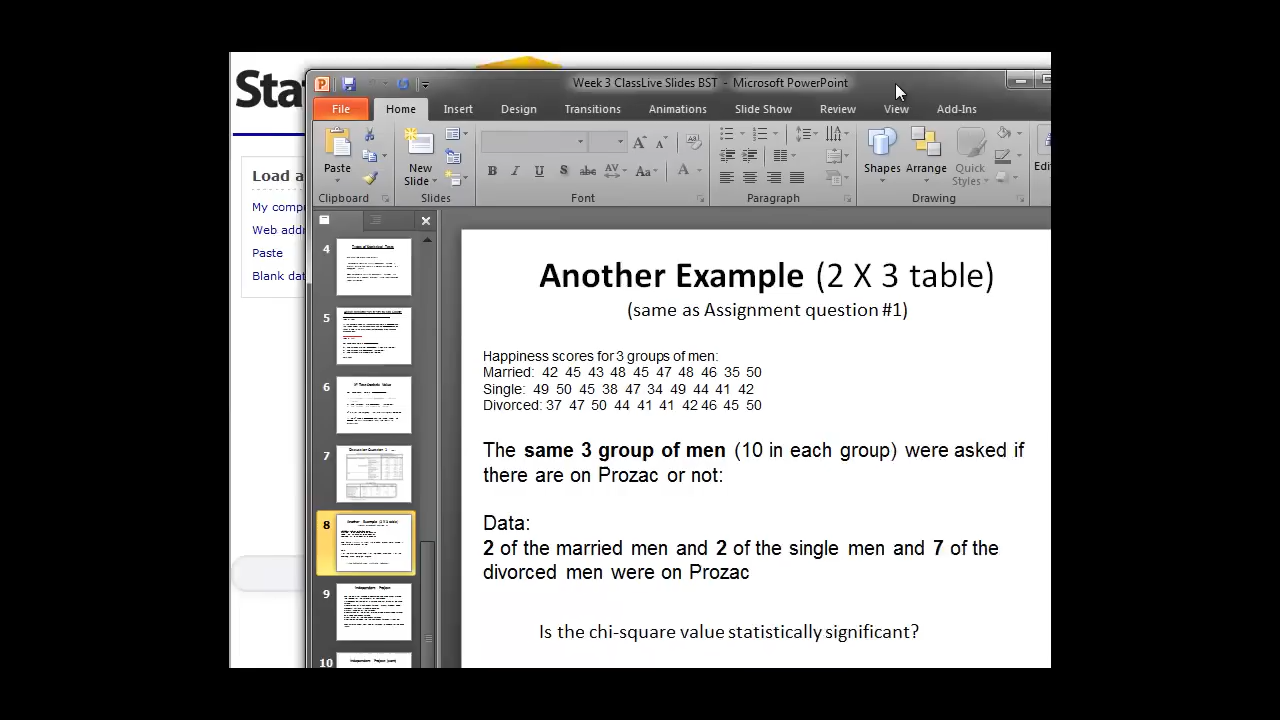 Sta
Week 3 ClassLive Slides BST - Microsoft PowerPoint
File Home Insert Design Transitions Animations Slide Show Review View Add-Ins
Paste
New
Slide
Shapes Arrange Quick
Styles
Clipboard Slides Font Paragraph Drawing
Load a
My comp
Web addr
Paste
Blank dat
4
5
6
7
8
9
10
Another Example (2 X 3 table)
(same as Assignment question #1)
Happiness scores for 3 groups of men:
Married: 42 45 43 48 45 47 48 46 35 50
Single: 49 50 45 38 47 34 49 44 41 42
Divorced: 37 47 50 44 41 41 42 46 45 50
The same 3 group of men (10 in each group) were asked if
there are on Prozac or not:
Data:
2 of the married men and 2 of the single men and 7 of the
divorced men were on Prozac
Is the chi-square value statistically significant?